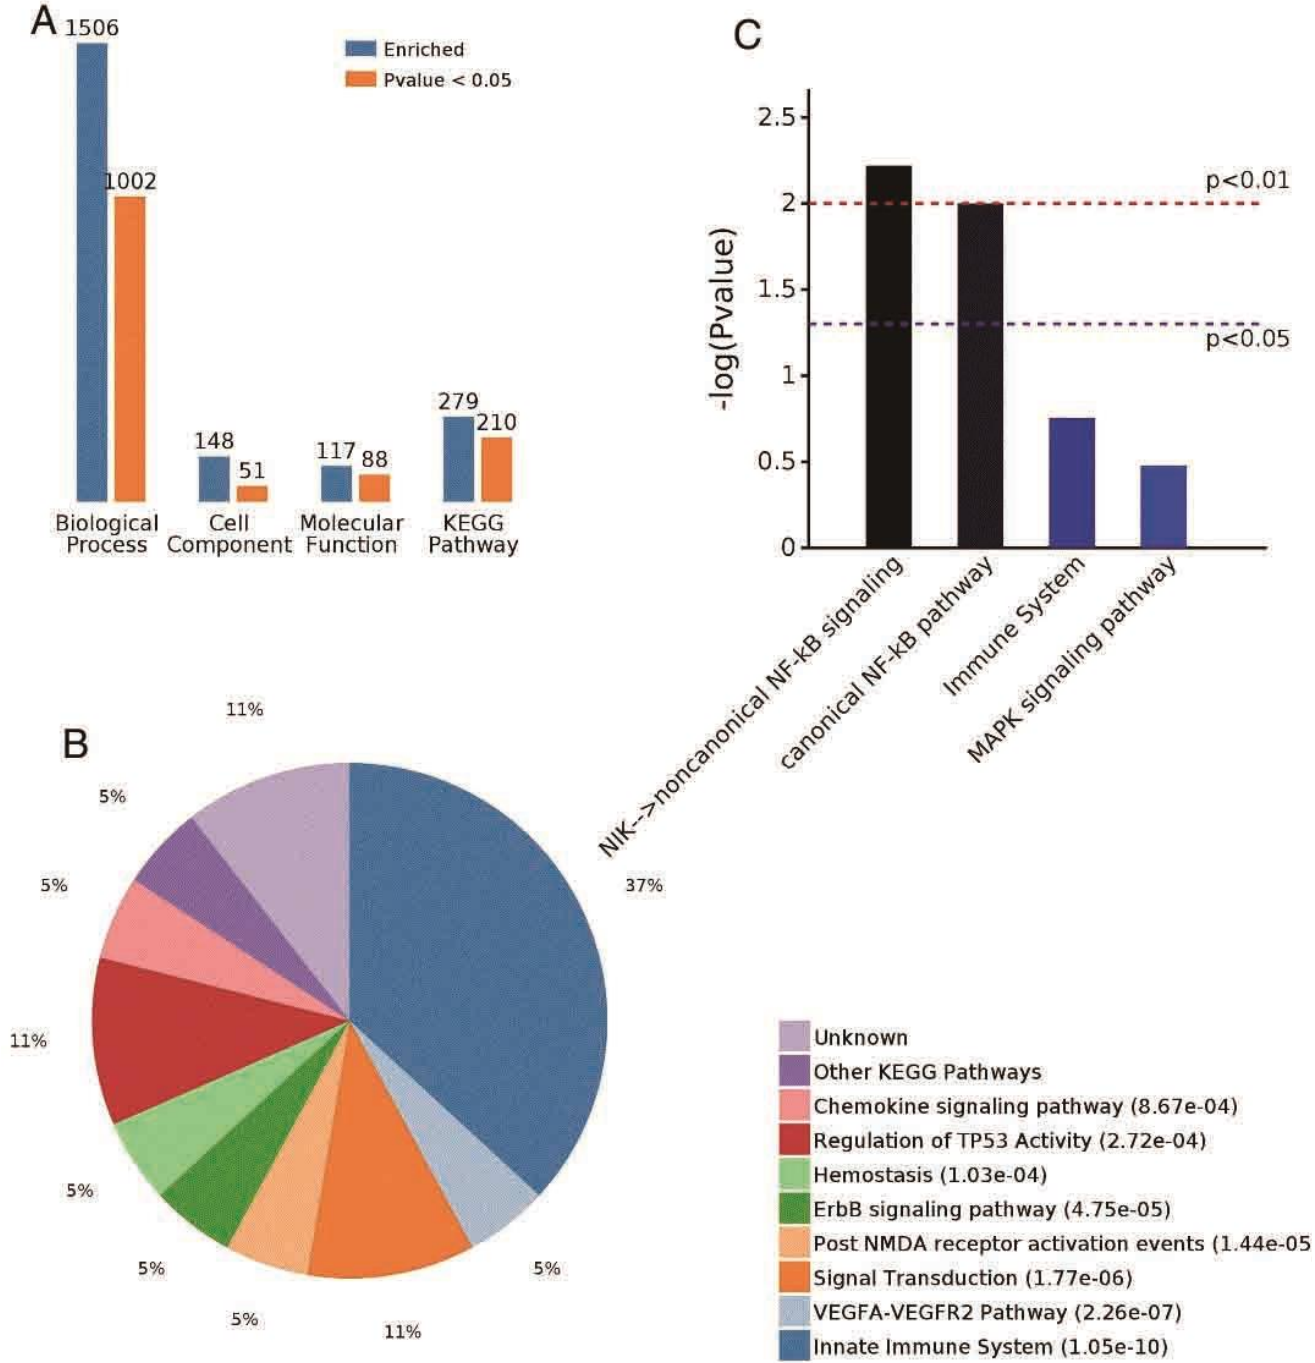 A
1506
1002
148
51
117
88
279
210
Enriched
Pvalue < 0.05
Biological
Process
Cell
Component
Molecular
Function
KEGG
Pathway
C
-log(Pvalue)
2.5
2
1.5
1
0.5
0
p<0.01
p<0.05
NIK-->noncanonical NF-kB signaling
canonical NF-kB pathway
Immune System
MAPK signaling pathway
B
11%
5%
5%
11%
5%
5%
5%
11%
5%
37%
Unknown
Other KEGG Pathways
Chemokine signaling pathway (8.67e-04)
Regulation of TP53 Activity (2.72e-04)
Hemostasis (1.03e-04)
ErbB signaling pathway (4.75e-05)
Post NMDA receptor activation events (1.44e-05
Signal Transduction (1.77e-06)
VEGFA-VEGFR2 Pathway (2.26e-07)
Innate Immune System (1.05e-10)